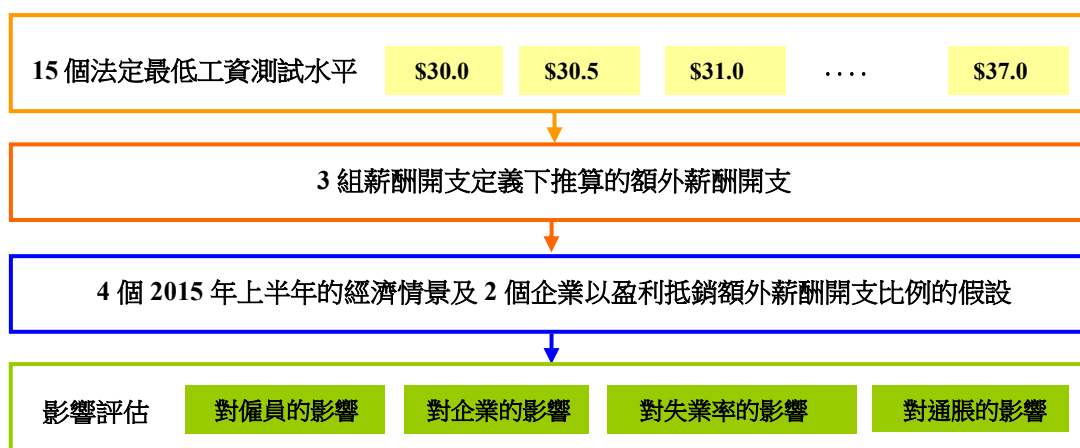 15 個法定最低工資測試水平 $30.0 $30.5 $31.0 ‥‥ $37.0
3 組薪酬開支定義下推算的額外薪酬開支
4 個 2015 年上半年的經濟情景及 2 個企業以盈利抵銷額外薪酬開支比例的假設
影響評估 對僱員的影響 對企業的影響 對失業率的影響 對通脹的影響